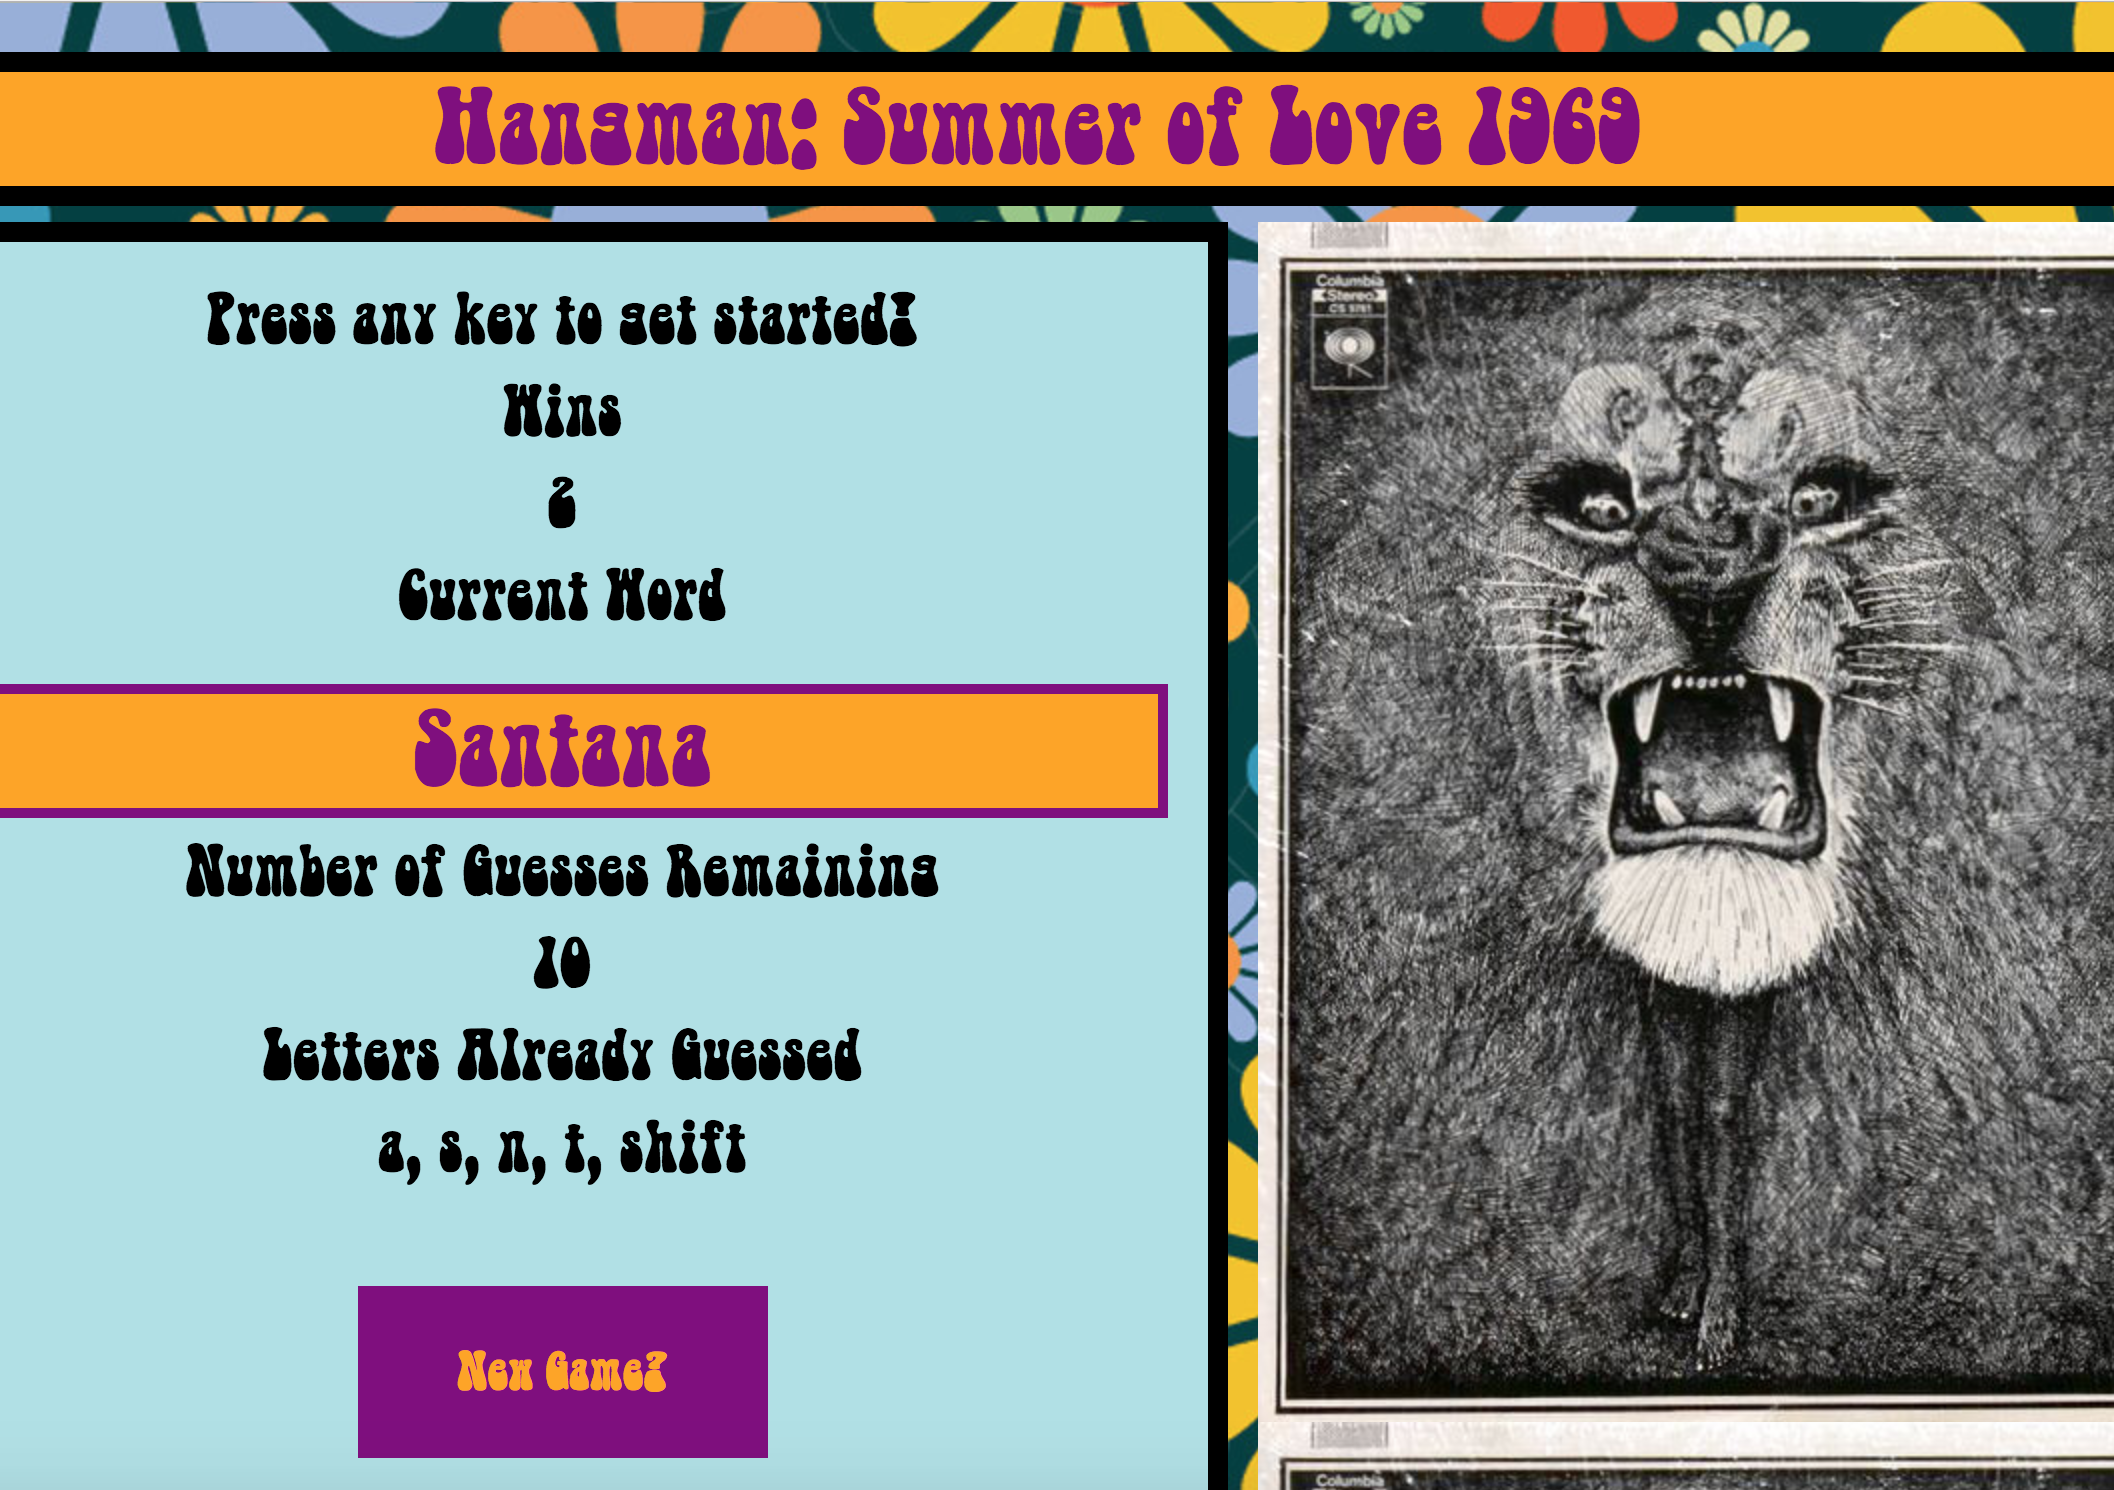 Hangman: Summer of Love 1969
Press any key to get started!
Wins
2
Current Word
Santana
Number of Guesses Remaining
10
Letters Already Guessed
a, s, n, t, shift
New Game?
Columbia
Stereo
CS 9781
Columbia